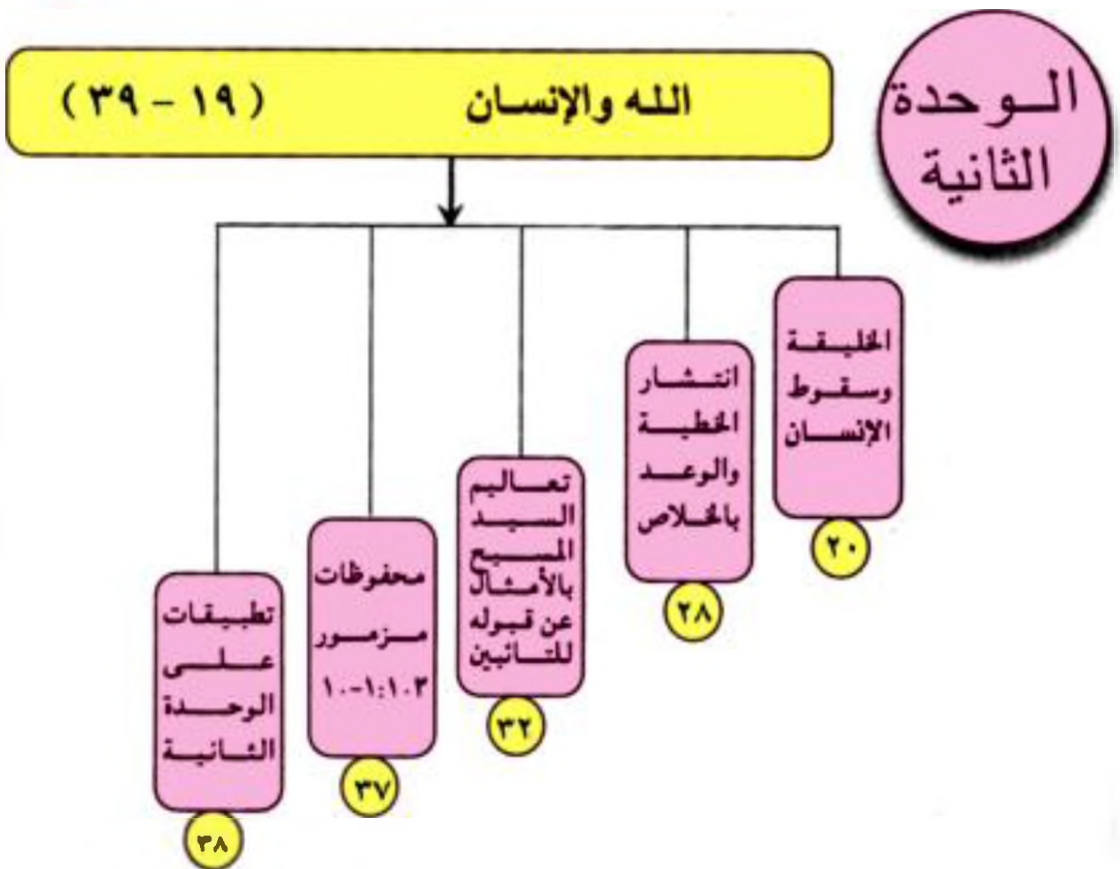 الوحدة
الثانية
الله والإنسان (١٩ - ٣٩)
الخليقة
وسقوط
الإنسان
٢٠
انتشار
الخطية
والوعد
بالخلاص
٢٨
تعاليم
السيد
المسيح
بالأمثال
عن قبوله
للتائبين
٣٢
محفوظات
مزمور
١٠٣:١-١٠
٣٧
تطبيقات
على
الوحدة
الثانية
٣٨